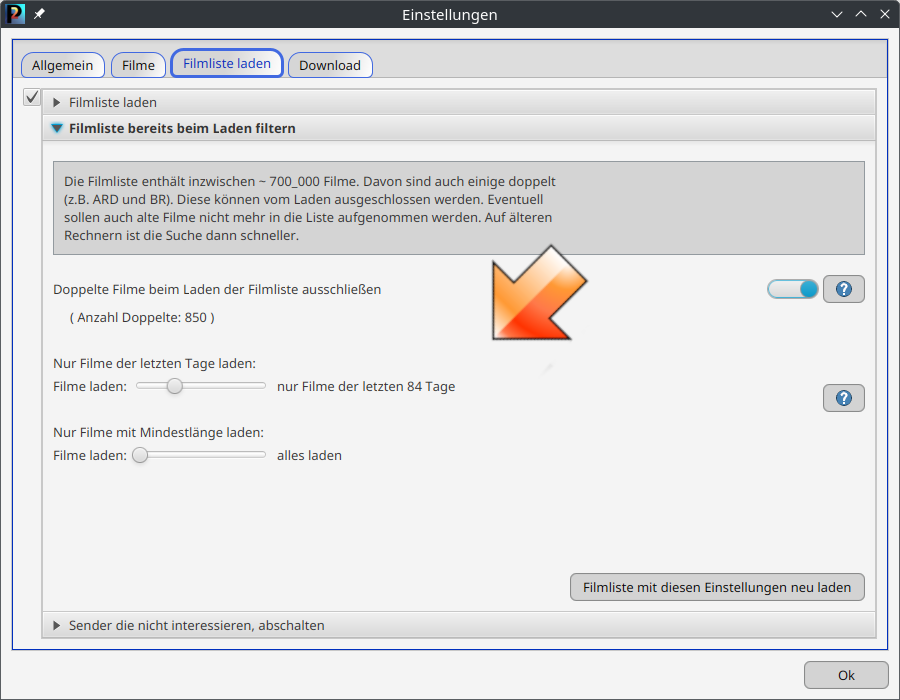 Einstellungen
Allgemein
Filme
Filmliste laden
Download
Filmliste laden
Filmliste bereits beim Laden filtern
Die Filmliste enthält inzwischen ~ 700_000 Filme. Davon sind auch einige doppelt
(z.B. ARD und BR). Diese können vom Laden ausgeschlossen werden. Eventuell
sollen auch alte Filme nicht mehr in die Liste aufgenommen werden. Auf älteren
Rechnern ist die Suche dann schneller.
Doppelte Filme beim Laden der Filmliste ausschließen
?
( Anzahl Doppelte: 850 )
Nur Filme der letzten Tage laden:
Filme laden: nur Filme der letzten 84 Tage
?
Nur Filme mit Mindestlänge laden:
Filme laden: alles laden
Filmliste mit diesen Einstellungen neu laden
Sender die nicht interessieren, abschalten
Ok